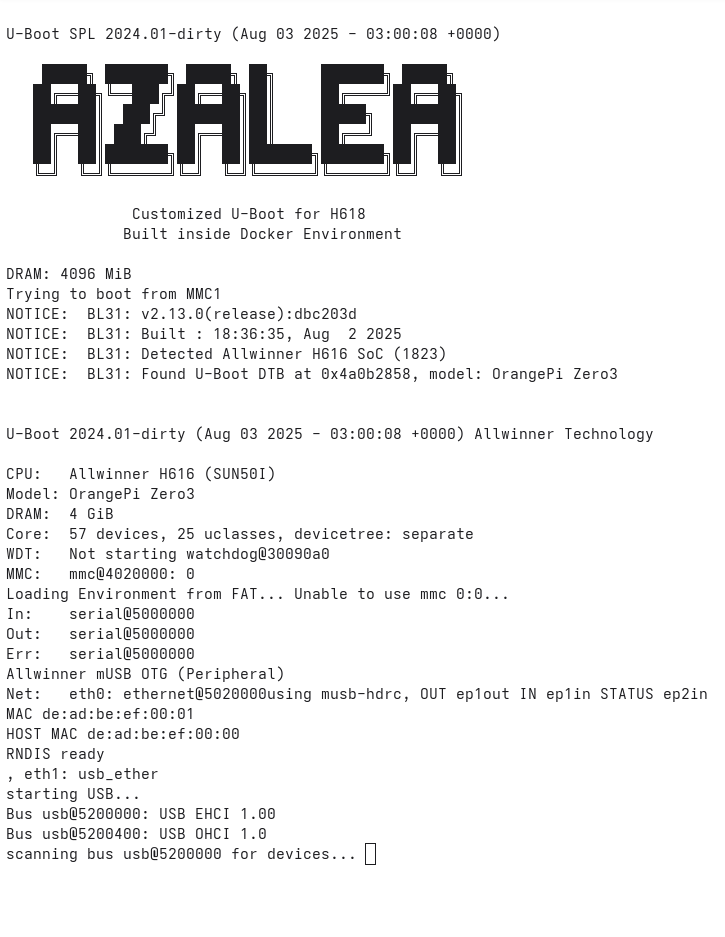 U-Boot SPL 2024.01-dirty (Aug 03 2025 - 03:00:08 +0000)
AZALEA
Customized U-Boot for H618
Built inside Docker Environment
DRAM: 4096 MiB
Trying to boot from MMC1
NOTICE:  BL31: v2.13.0(release):dbc203d
NOTICE:  BL31: Built : 18:36:35, Aug  2 2025
NOTICE:  BL31: Detected Allwinner H616 SoC (1823)
NOTICE:  BL31: Found U-Boot DTB at 0x4a0b2858, model: OrangePi Zero3
U-Boot 2024.01-dirty (Aug 03 2025 - 03:00:08 +0000) Allwinner Technology
CPU:   Allwinner H616 (SUN50I)
Model: OrangePi Zero3
DRAM:  4 GiB
Core:  57 devices, 25 uclasses, devicetree: separate
WDT:   Not starting watchdog@30090a0
MMC:   mmc@4020000: 0
Loading Environment from FAT... Unable to use mmc 0:0...
In:    serial@5000000
Out:   serial@5000000
Err:   serial@5000000
Allwinner mUSB OTG (Peripheral)
Net:   eth0: ethernet@5020000using musb-hdrc, OUT ep1out IN ep1in STATUS ep2in
MAC de:ad:be:ef:00:01
HOST MAC de:ad:be:ef:00:00
RNDIS ready
, eth1: usb_ether
starting USB...
Bus usb@5200000: USB EHCI 1.00
Bus usb@5200400: USB OHCI 1.0
scanning bus usb@5200000 for devices...